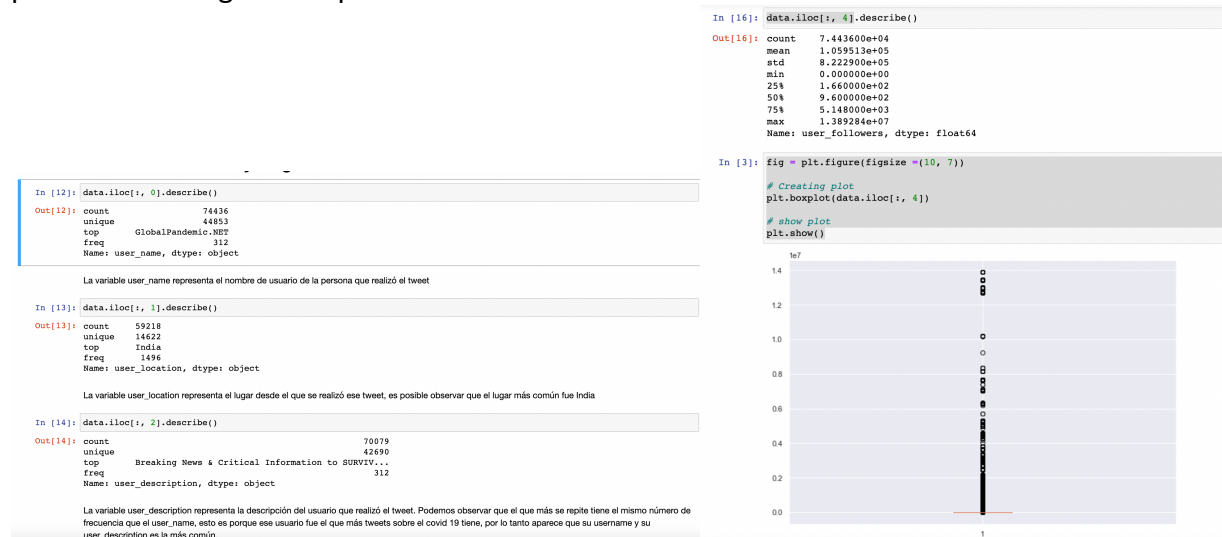 In [12]: data.iloc[:, 0].describe()
Out[12]: count 74436
unique 44853
top GlobalPandemic.NET
freq 312
Name: user_name, dtype: object
La variable user_name representa el nombre de usuario de la persona que realizó el tweet
In [13]: data.iloc[:, 1].describe()
Out[13]: count 59218
unique 14622
top India
freq 1496
Name: user_location, dtype: object
La variable user_location representa el lugar desde el que se realizó ese tweet, es posible observar que el lugar más común fue India
In [14]: data.iloc[:, 2].describe()
Out[14]: count 70079
unique 42690
top Breaking News & Critical Information to SURVIV...
freq 312
Name: user_description, dtype: object
La variable user_description representa la descripción del usuario que realizó el tweet. Podemos observar que el que más se repite tiene el mismo número de
frecuencia que el user_name, esto es porque ese usuario fue el que más tweets sobre el covid 19 tiene, por lo tanto aparece que su username y su
user_description es la más común
In [16]: data.iloc[:, 4].describe()
Out[16]: count 7.443600e+04
mean 1.059513e+05
std 8.222900e+05
min 0.000000e+00
25% 1.660000e+02
50% 9.600000e+02
75% 5.148000e+03
max 1.389284e+07
Name: user_followers, dtype: float64
In [3]: fig = plt.figure(figsize =(10, 7))
# Creating plot
plt.boxplot(data.iloc[:, 4])
# show plot
plt.show()
1e7
1.4
1.2
1.0
0.8
0.6
0.4
0.2
0.0
1